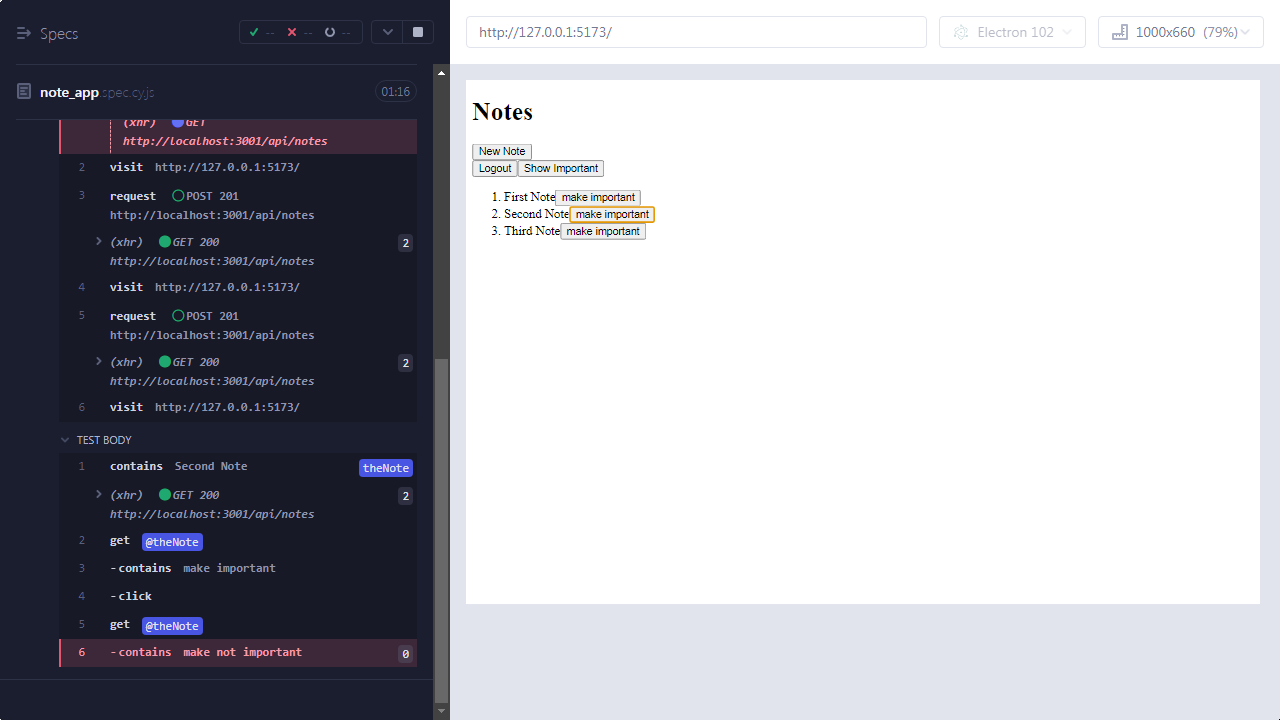 Specs
-- -- --
http://127.0.0.1:5173/
Electron 102
1000x660 (79%)
note_app.spec.cy.js
01:16
(xhr) GET
http://localhost:3001/api/notes
2 visit http://127.0.0.1:5173/
3 request POST 201
http://localhost:3001/api/notes
(xhr) GET 200 2
http://localhost:3001/api/notes
4 visit http://127.0.0.1:5173/
5 request POST 201
http://localhost:3001/api/notes
(xhr) GET 200 2
http://localhost:3001/api/notes
6 visit http://127.0.0.1:5173/
TEST BODY
1 contains Second Note theNote
(xhr) GET 200 2
http://localhost:3001/api/notes
2 get @theNote
3 -contains make important
4 -click
5 get @theNote
6 -contains make not important 0
Notes
New Note
Logout Show Important
1. First Note make important
2. Second Note make important
3. Third Note make important